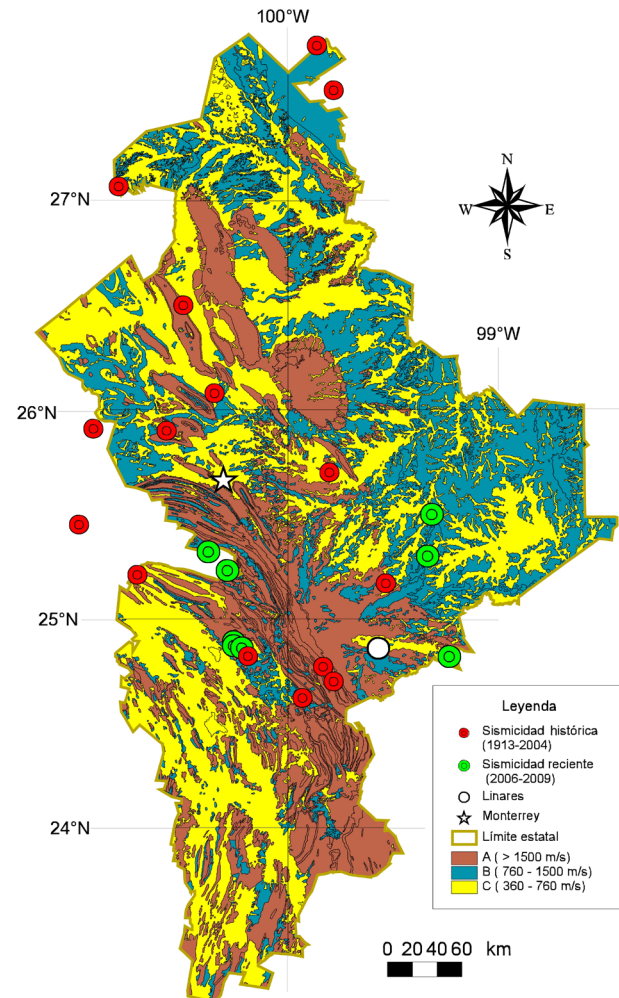 100°W
N
W
E
S
27°N
99°W
26°N
25°N
24°N
Leyenda
Sismicidad histórica
(1913-2004)
Sismicidad reciente
(2006-2009)
Linares
Monterrey
Límite estatal
A ( > 1500 m/s)
B ( 760 - 1500 m/s)
C ( 360 - 760 m/s)
0 20 40 60 km